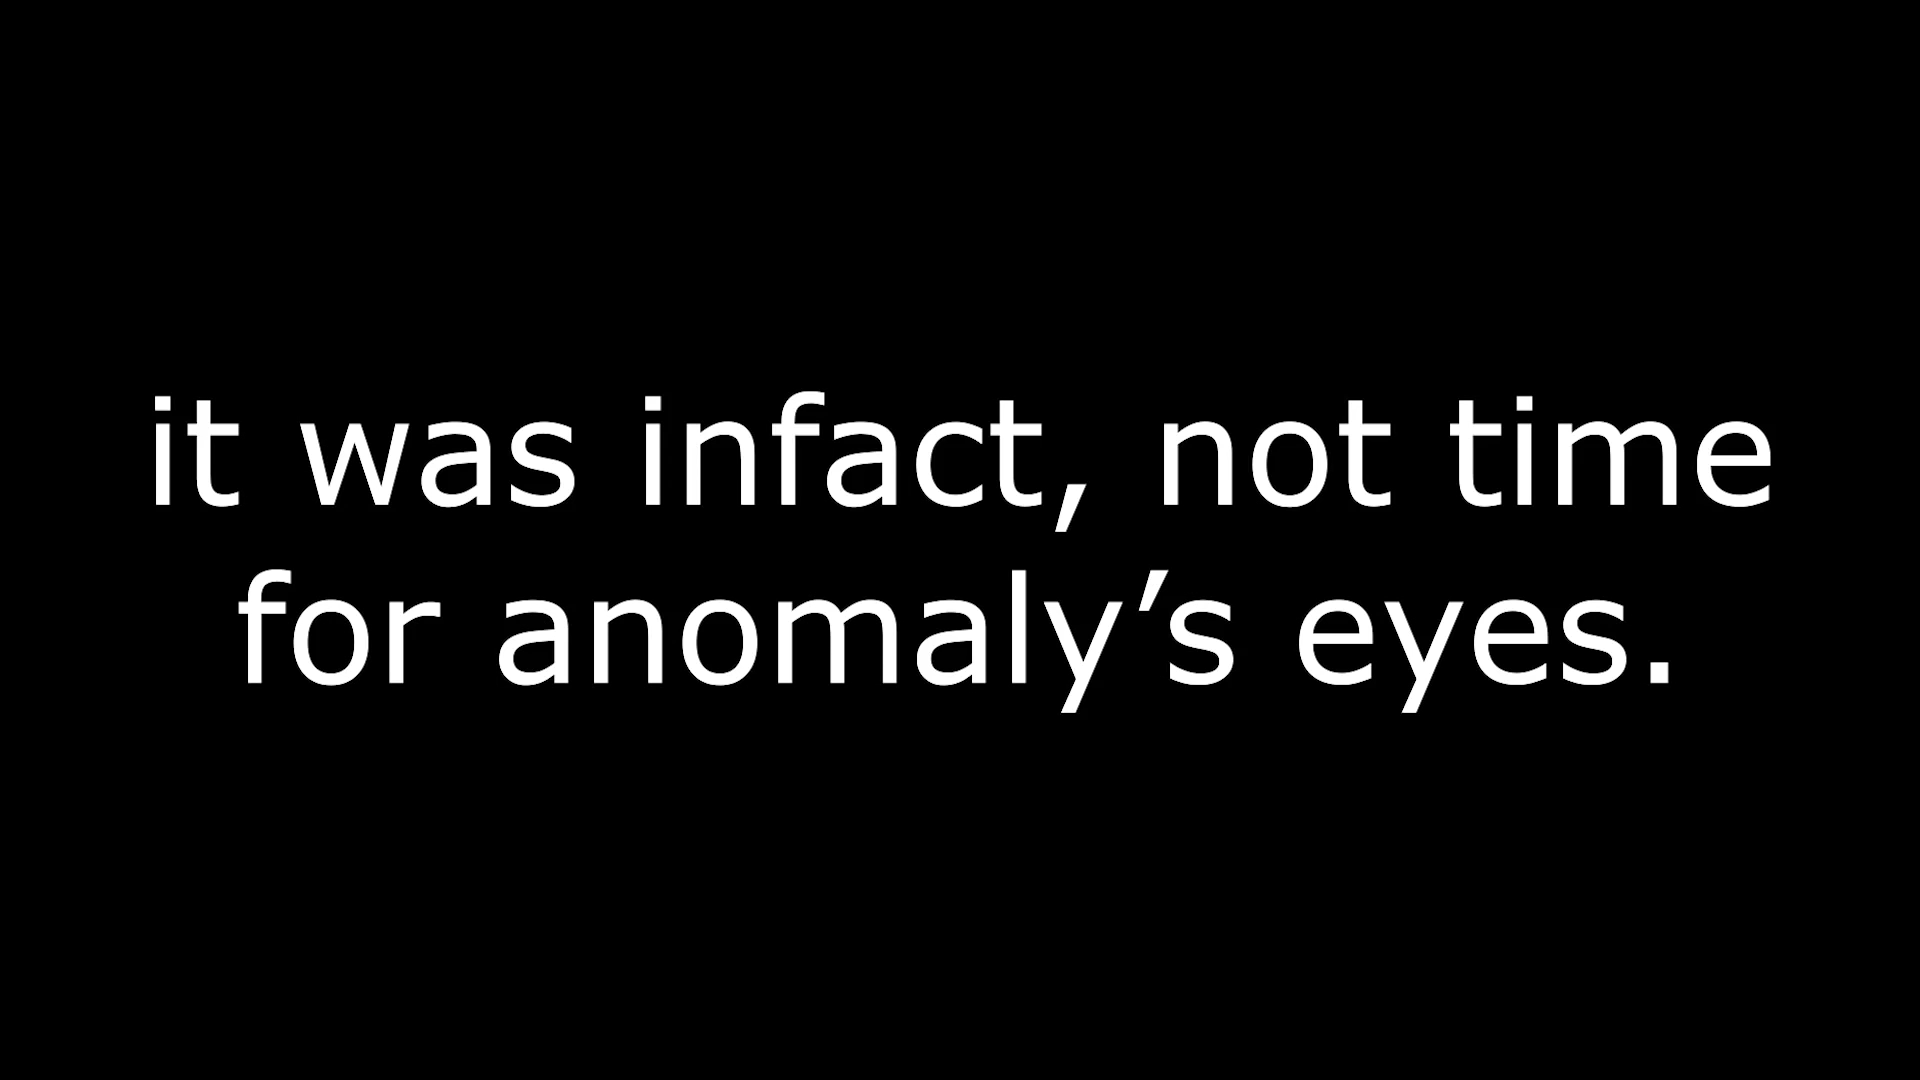 it was infact, not time
for anomaly’s eyes.